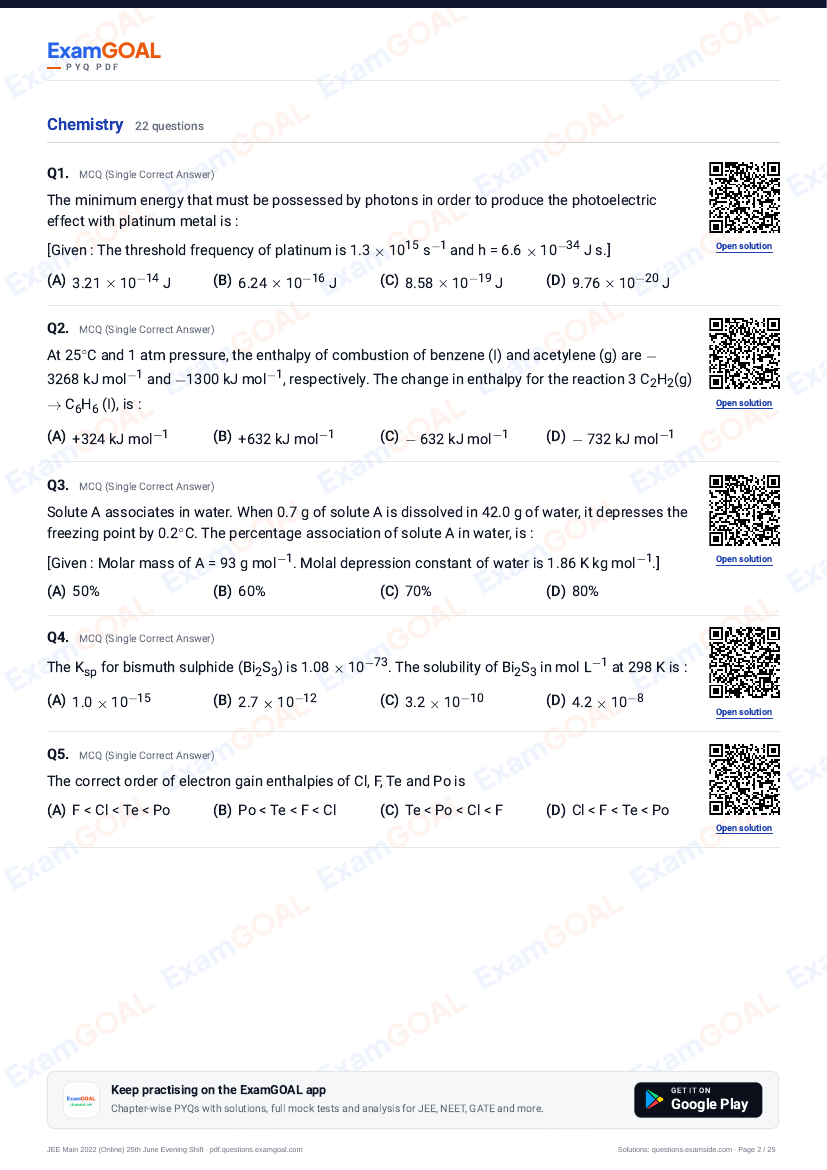 ExamGOAL
PYQ PDF
Chemistry 22 questions
Q1. MCQ (Single Correct Answer)
The minimum energy that must be possessed by photons in order to produce the photoelectric
effect with platinum metal is :
[Given : The threshold frequency of platinum is 1.3 × 10¹⁵ s⁻¹ and h = 6.6 × 10⁻³⁴ J s.]
(A) 3.21 × 10⁻¹⁴ J (B) 6.24 × 10⁻¹⁶ J (C) 8.58 × 10⁻¹⁹ J (D) 9.76 × 10⁻²⁰ J
Open solution
Q2. MCQ (Single Correct Answer)
At 25°C and 1 atm pressure, the enthalpy of combustion of benzene (l) and acetylene (g) are −
3268 kJ mol⁻¹ and −1300 kJ mol⁻¹, respectively. The change in enthalpy for the reaction 3 C₂H₂(g)
→ C₆H₆ (l), is :
(A) +324 kJ mol⁻¹ (B) +632 kJ mol⁻¹ (C) − 632 kJ mol⁻¹ (D) − 732 kJ mol⁻¹
Open solution
Q3. MCQ (Single Correct Answer)
Solute A associates in water. When 0.7 g of solute A is dissolved in 42.0 g of water, it depresses the
freezing point by 0.2°C. The percentage association of solute A in water, is :
[Given : Molar mass of A = 93 g mol⁻¹. Molal depression constant of water is 1.86 K kg mol⁻¹.]
(A) 50% (B) 60% (C) 70% (D) 80%
Open solution
Q4. MCQ (Single Correct Answer)
The Kₛₚ for bismuth sulphide (Bi₂S₃) is 1.08 × 10⁻⁷³. The solubility of Bi₂S₃ in mol L⁻¹ at 298 K is :
(A) 1.0 × 10⁻¹⁵ (B) 2.7 × 10⁻¹² (C) 3.2 × 10⁻¹⁰ (D) 4.2 × 10⁻⁸
Open solution
Q5. MCQ (Single Correct Answer)
The correct order of electron gain enthalpies of Cl, F, Te and Po is
(A) F < Cl < Te < Po (B) Po < Te < F < Cl (C) Te < Po < Cl < F (D) Cl < F < Te < Po
Open solution
ExamGOAL
Keep practising on the ExamGOAL app
Chapter-wise PYQs with solutions, full mock tests and analysis for JEE, NEET, GATE and more.
GET IT ON
Google Play
JEE Main 2022 (Online) 25th June Evening Shift · pdf.questions.examgoal.com
Solutions: questions.examside.com · Page 2 / 25